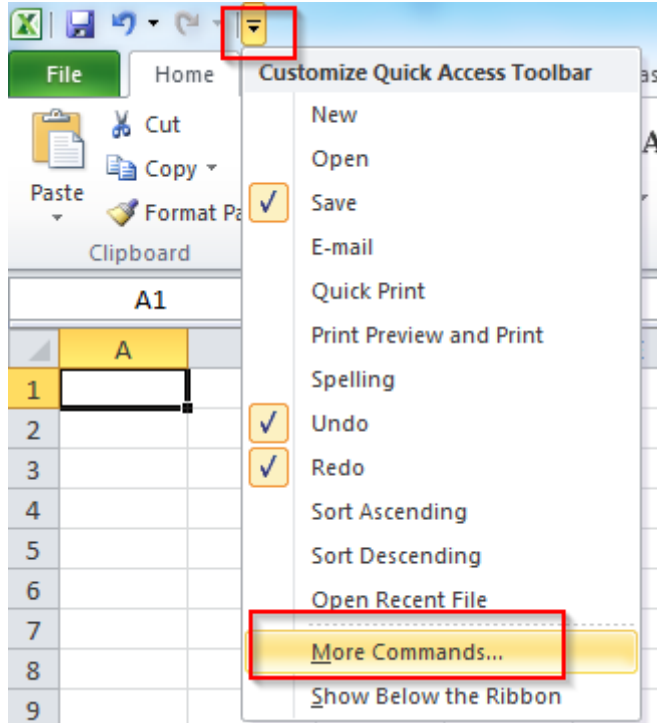 File Home
Customize Quick Access Toolbar
New
Open
Save
E-mail
Quick Print
Print Preview and Print
Spelling
Undo
Redo
Sort Ascending
Sort Descending
Open Recent File
More Commands...
Show Below the Ribbon
Cut
Copy
Paste
Format
Clipboard
A1
A
1
2
3
4
5
6
7
8
9